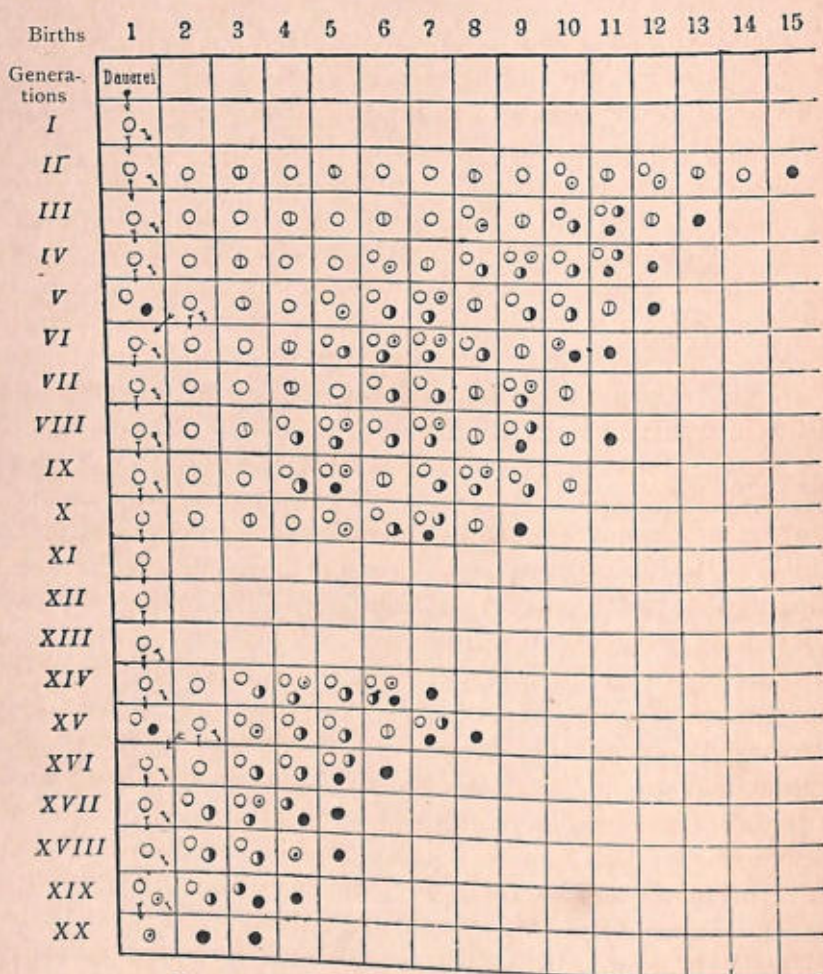 Births 1 2 3 4 5 6 7 8 9 10 11 12 13 14 15
Genera-
tions
Dauerei
I
II
III
IV
V
VI
VII
VIII
IX
X
XI
XII
XIII
XIV
XV
XVI
XVII
XVIII
XIX
XX